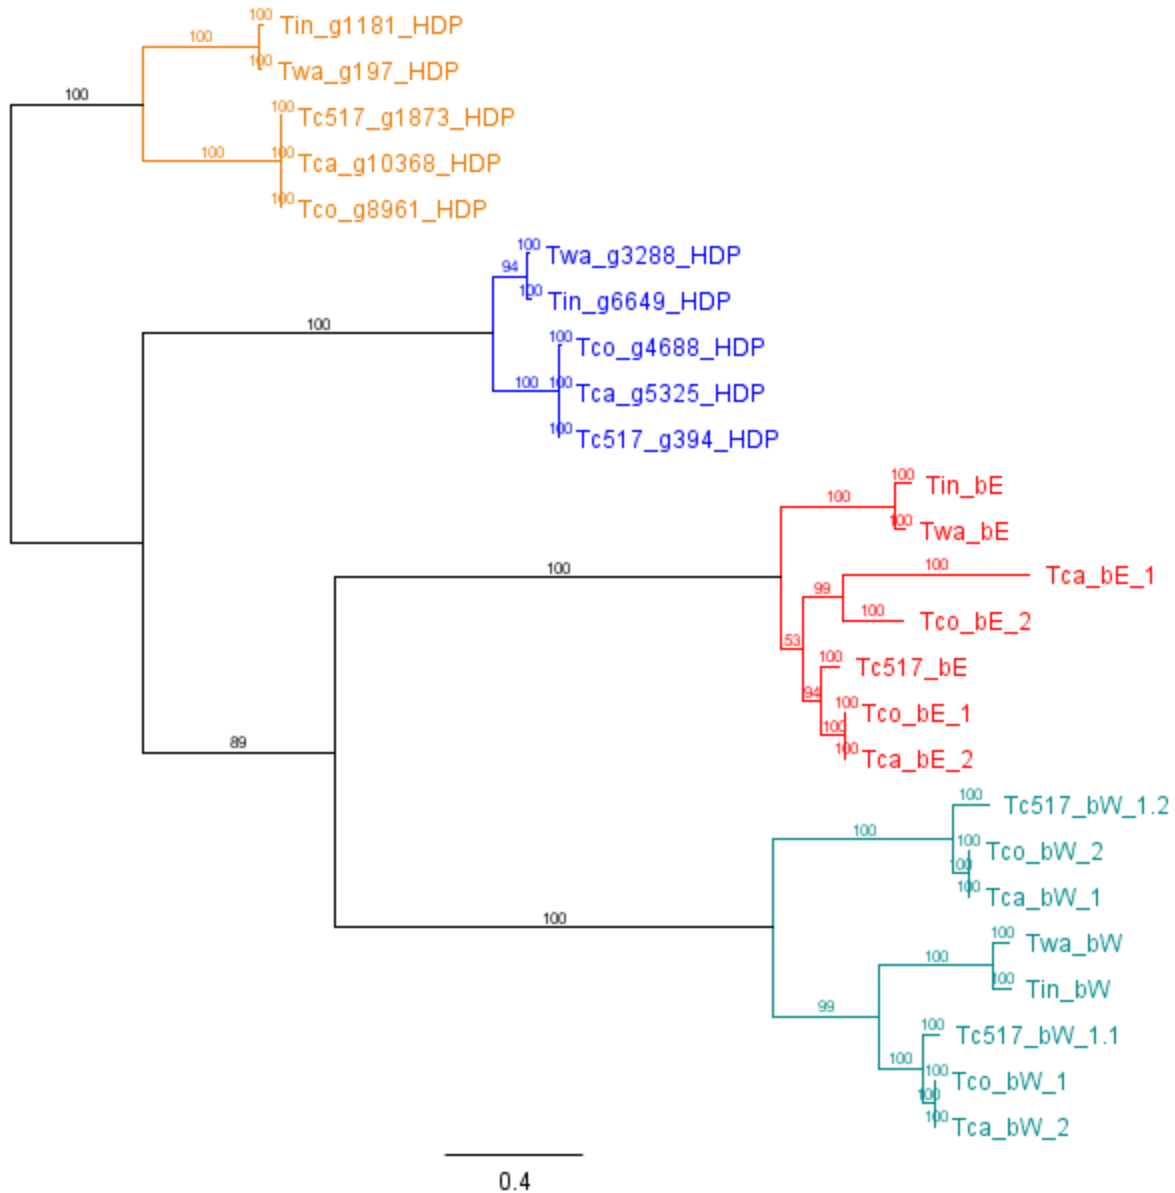 100 Tin_g1181_HDP
100
100 Twa_g197_HDP
100
100 Tc517_g1873_HDP
100 100 Tca_g10368_HDP
100 Tco_g8961_HDP
100 Twa_g3288_HDP
94
100 Tin_g6649_HDP
100
100 Tco_g4688_HDP
100 100 Tca_g5325_HDP
100 Tc517_g394_HDP
100 Tin_bE
100
100 Twa_bE
100 Tca_bE_1
100
99
100 Tco_bE_2
53
100 Tc517_bE
94
100 Tco_bE_1
100
89
100 Tca_bE_2
100 Tc517_bW_1.2
100
100 Tco_bW_2
100
100 Tca_bW_1
100
100 Twa_bW
100
100 Tin_bW
99
100 Tc517_bW_1.1
100
100 Tco_bW_1
100
100 Tca_bW_2
0.4